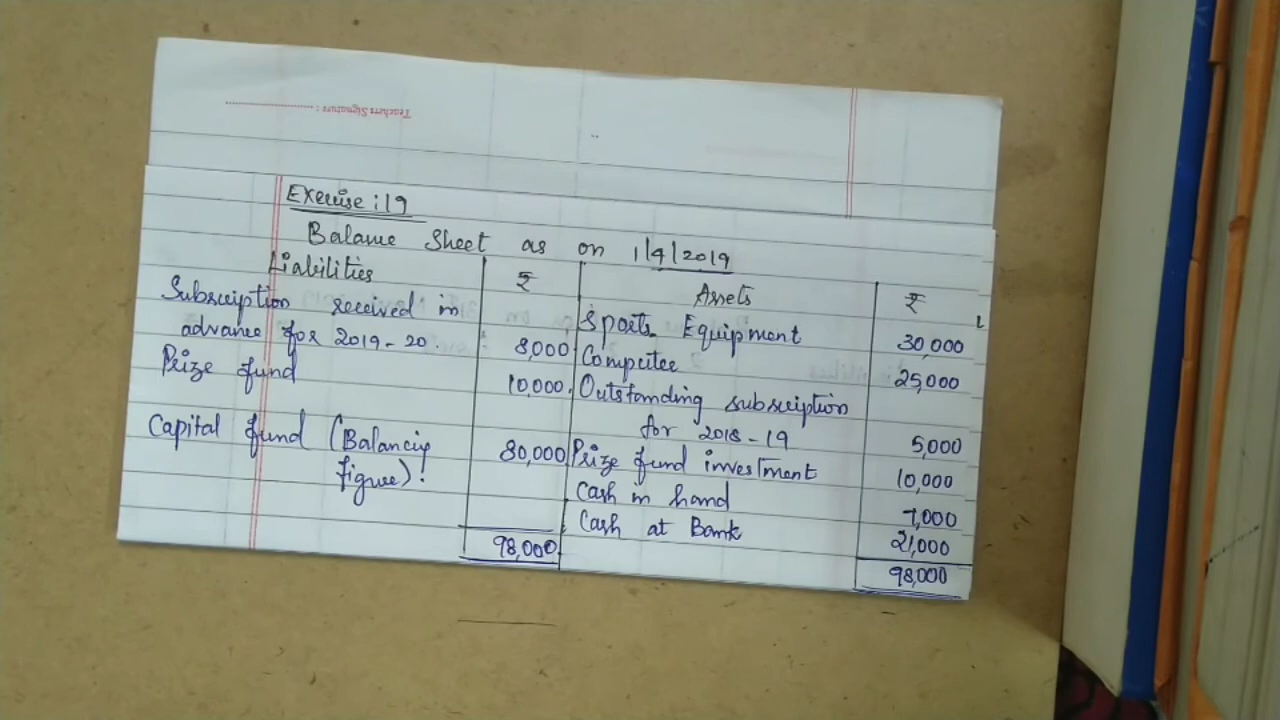 Teachers Signature : ........................
Exercise : 19
Balance Sheet as on 1/4/2019
Liabilities ₹ Assets ₹
Subscription received in advance for 2019-20. 8,000
Prize fund 10,000.
Capital fund (Balancing figure)! 80,000
98,000
Sports Equipment 30,000
Computer 25,000
Outstanding subscription
for 2018-19 5,000
Prize fund investment 10,000
Cash in hand 7,000
Cash at Bank 21,000
98,000